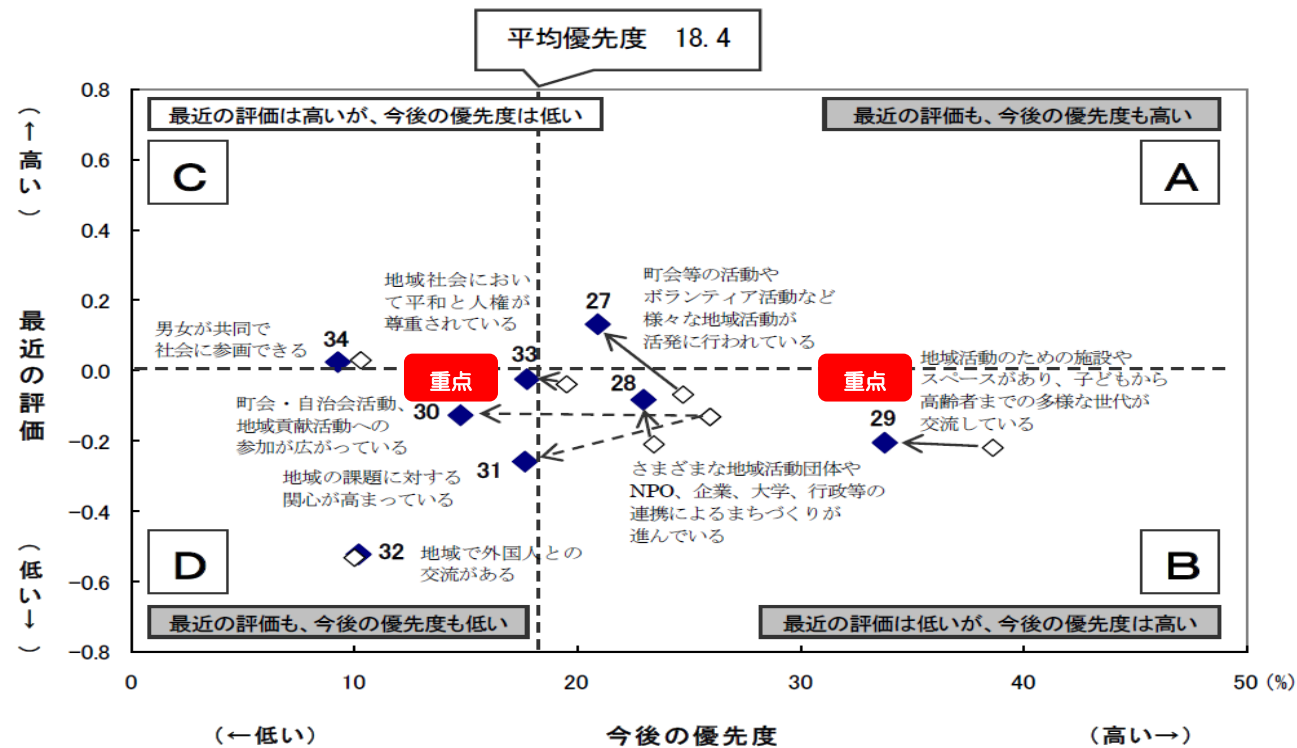 平均優先度 18.4
0.8
0.6
0.4
0.2
0.0
−0.2
−0.4
−0.6
−0.8
（↑高い）
最近の評価
（低い↓）
最近の評価は高いが、今後の優先度は低い
最近の評価も、今後の優先度も高い
C
A
地域社会におい
て平和と人権が
尊重されている
27
町会等の活動や
ボランティア活動など
様々な地域活動が
活発に行われている
男女が共同で
社会に参画できる
34
33
重点
重点
28
地域活動のための施設や
スペースがあり、子どもから
高齢者までの多様な世代が
交流している
29
町会・自治会活動、
地域貢献活動への
参加が広がっている
30
地域の課題に対する
関心が高まっている
31
さまざまな地域活動団体や
NPO、企業、大学、行政等の
連携によるまちづくりが
進んでいる
32
地域で外国人との
交流がある
D
B
最近の評価も、今後の優先度も低い
最近の評価は低いが、今後の優先度は高い
0
10
20
30
40
50 (%)
（←低い）
今後の優先度
（高い→）